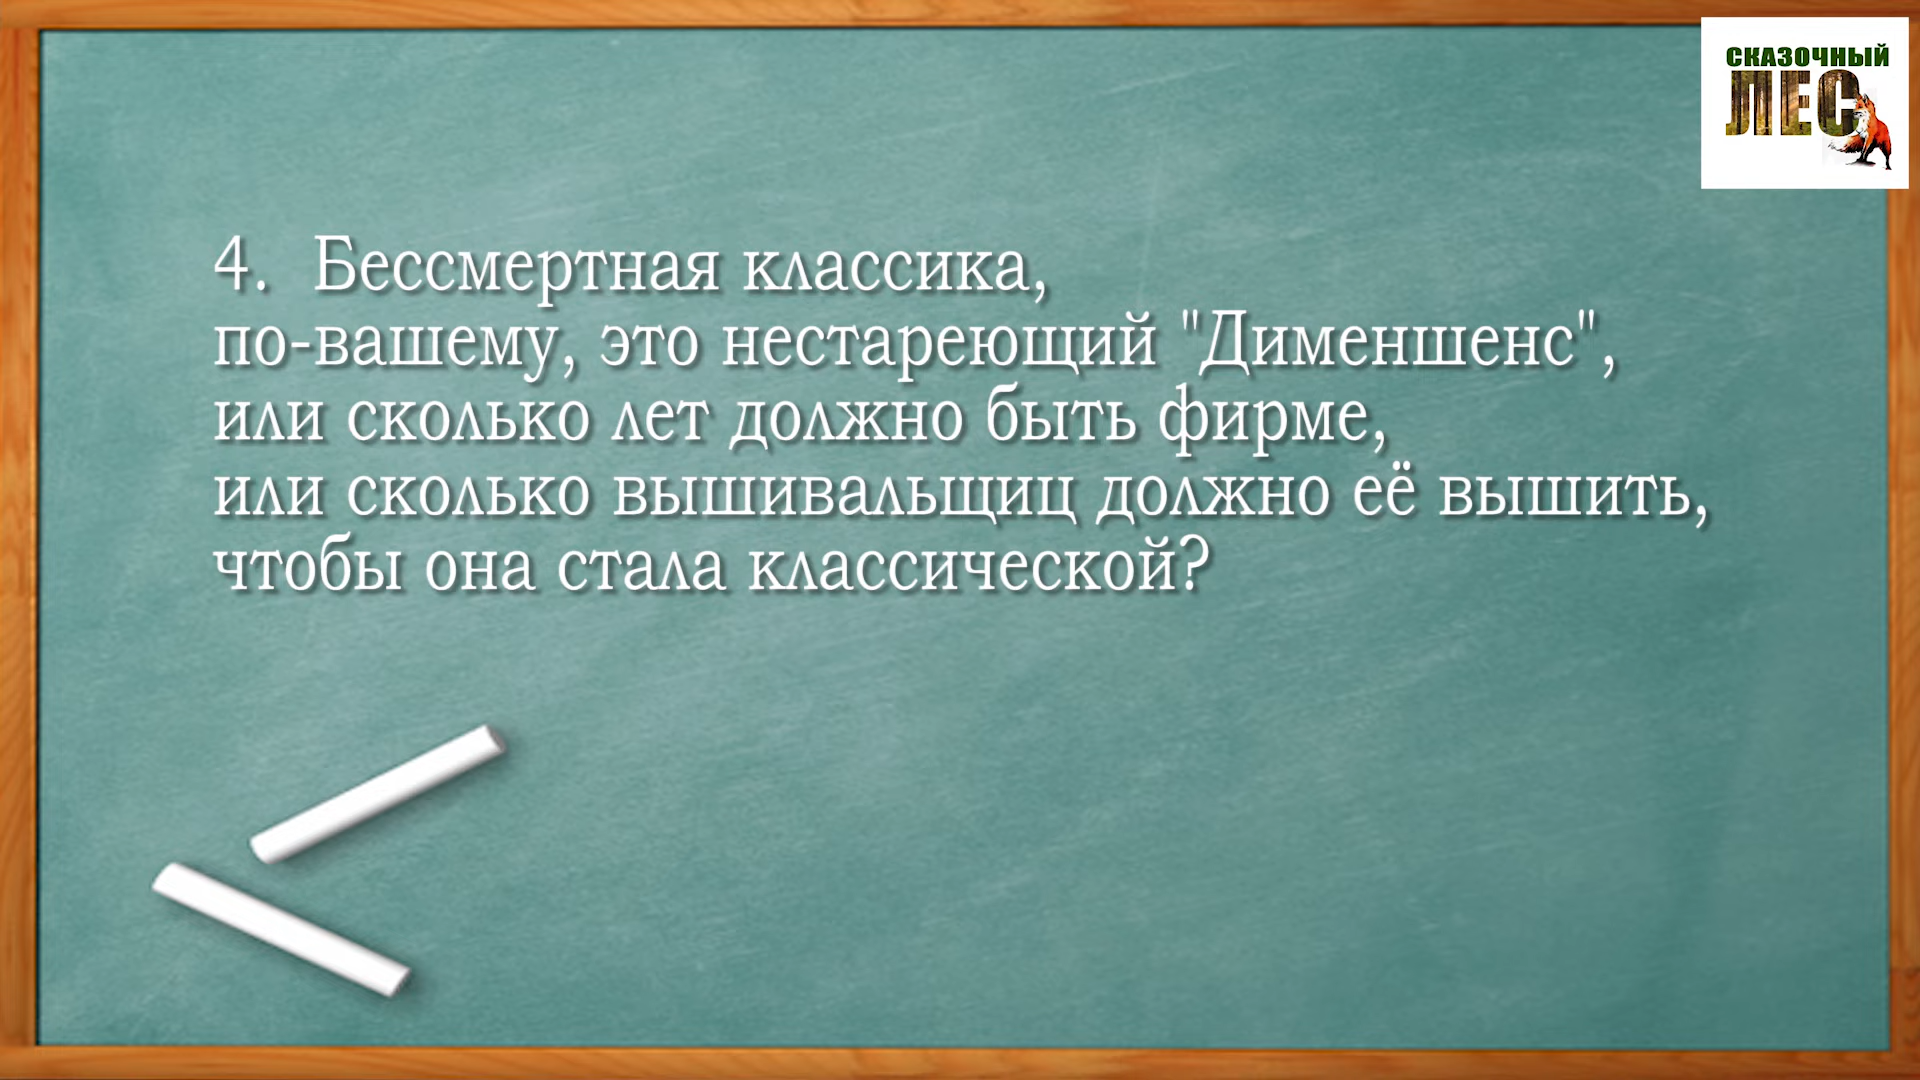 СКАЗОЧНЫЙ
ЛЕС
4. Бессмертная классика,
по-вашему, это нестареющий "Дименшенс",
или сколько лет должно быть фирме,
или сколько вышивальщиц должно её вышить,
чтобы она стала классической?